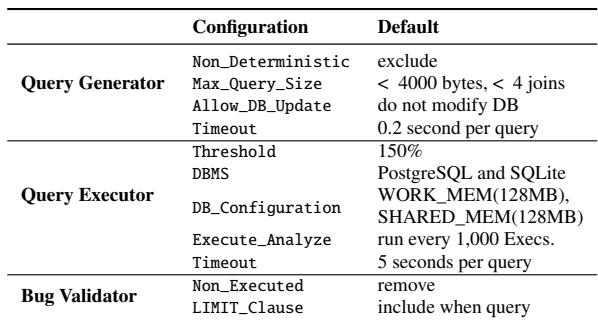 Configuration Default
Non_Deterministic exclude
Query Generator Max_Query_Size < 4000 bytes, < 4 joins
Allow_DB_Update do not modify DB
Timeout 0.2 second per query
Threshold 150%
DBMS PostgreSQL and SQLite
Query Executor DB_Configuration WORK_MEM(128MB),
SHARED_MEM(128MB)
Execute_Analyze run every 1,000 Execs.
Timeout 5 seconds per query
Bug Validator Non_Executed remove
LIMIT_Clause include when query